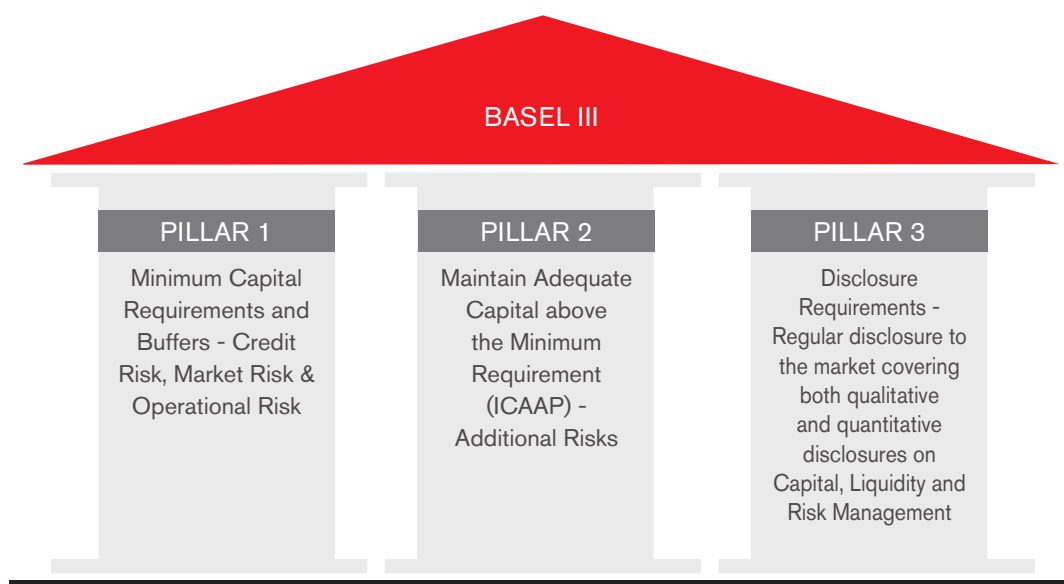 BASEL III
PILLAR 1
Minimum Capital
Requirements and
Buffers - Credit
Risk, Market Risk &
Operational Risk
PILLAR 2
Maintain Adequate
Capital above
the Minimum
Requirement
(ICAAP) -
Additional Risks
PILLAR 3
Disclosure
Requirements -
Regular disclosure to
the market covering
both qualitative
and quantitative
disclosures on
Capital, Liquidity and
Risk Management